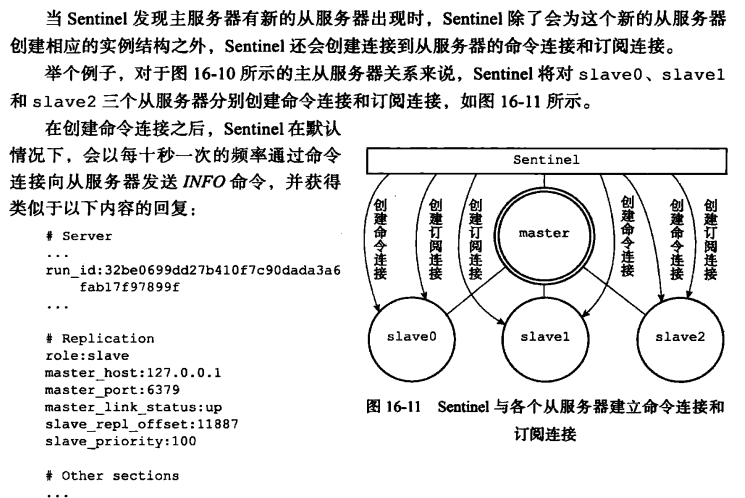 当 Sentinel 发现主服务器有新的从服务器出现时，Sentinel 除了会为这个新的从服务器
创建相应的实例结构之外，Sentinel 还会创建连接到从服务器的命令连接和订阅连接。
举个例子，对于图 16-10 所示的主从服务器关系来说，Sentinel 将对 slave0、slave1
和 slave2 三个从服务器分别创建命令连接和订阅连接，如图 16-11 所示。
在创建命令连接之后，Sentinel 在默认
情况下，会以每十秒一次的频率通过命令
连接向从服务器发送 INFO 命令，并获得
类似于以下内容的回复：
# Server
...
run_id:32be0699dd27b410f7c90dada3a6
fab17f97899f
...
# Replication
role:slave
master_host:127.0.0.1
master_port:6379
master_link_status:up
slave_repl_offset:11887
slave_priority:100
# Other sections
...
Sentinel
创建命令连接
创建订阅连接
创建订阅连接
master
创建命令连接
创建命令连接
创建订阅连接
slave0
slave1
slave2
图 16-11 Sentinel 与各个从服务器建立命令连接和
订阅连接